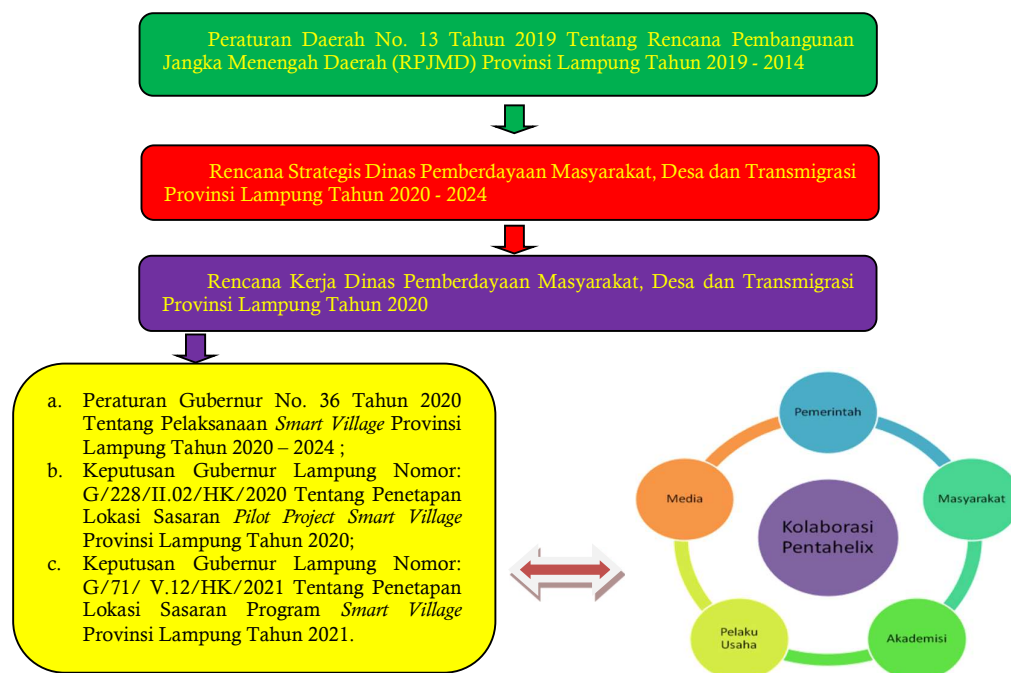 Peraturan Daerah No. 13 Tahun 2019 Tentang Rencana Pembangunan
Jangka Menengah Daerah (RPJMD) Provinsi Lampung Tahun 2019 - 2014
Rencana Strategis Dinas Pemberdayaan Masyarakat, Desa dan Transmigrasi
Provinsi Lampung Tahun 2020 - 2024
Rencana Kerja Dinas Pemberdayaan Masyarakat, Desa dan Transmigrasi
Provinsi Lampung Tahun 2020
a. Peraturan Gubernur No. 36 Tahun 2020
Tentang Pelaksanaan Smart Village Provinsi
Lampung Tahun 2020 – 2024 ;
b. Keputusan Gubernur Lampung Nomor:
G/228/II.02/HK/2020 Tentang Penetapan
Lokasi Sasaran Pilot Project Smart Village
Provinsi Lampung Tahun 2020;
c. Keputusan Gubernur Lampung Nomor:
G/71/ V.12/HK/2021 Tentang Penetapan
Lokasi Sasaran Program Smart Village
Provinsi Lampung Tahun 2021.
Pemerintah
Media
Masyarakat
Kolaborasi
Pentahelix
Pelaku
Usaha
Akademisi